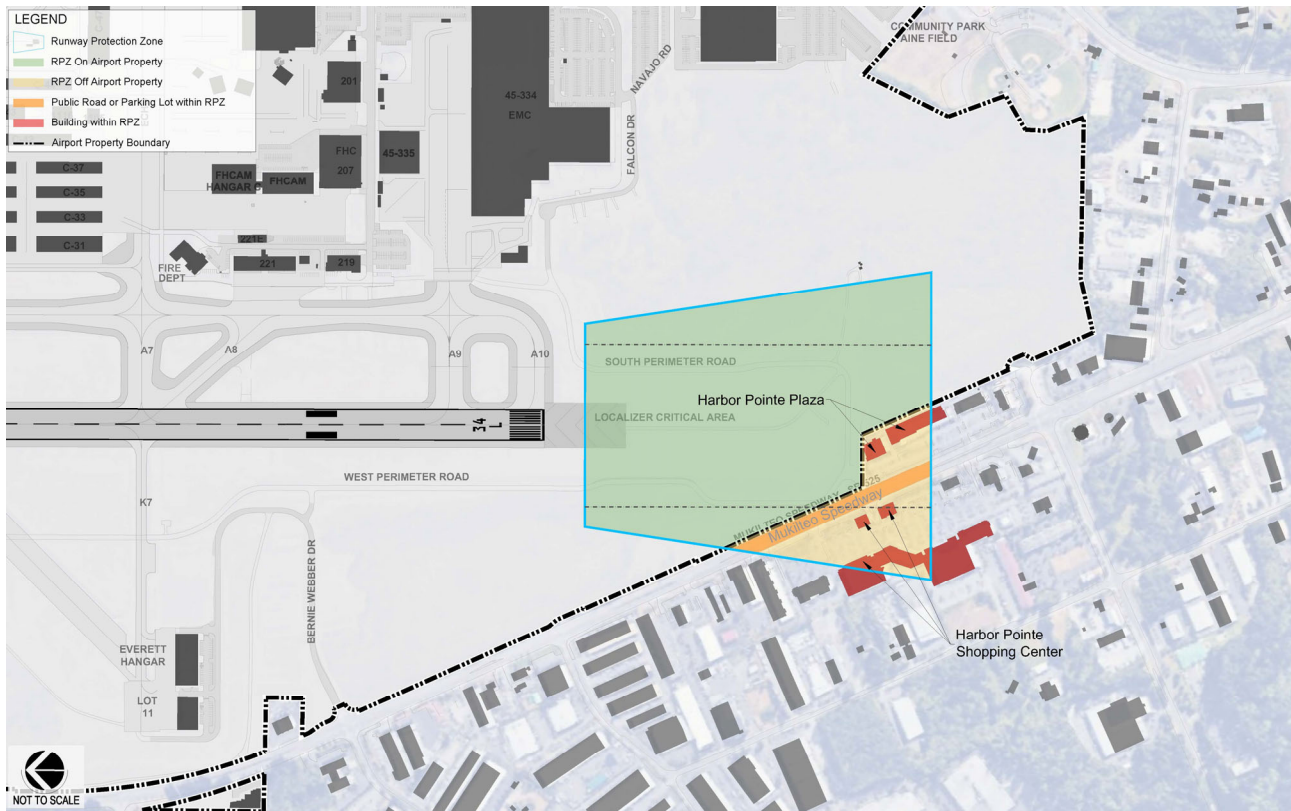 LEGEND
Runway Protection Zone
RPZ On Airport Property
RPZ Off Airport Property
Public Road or Parking Lot within RPZ
Building within RPZ
Airport Property Boundary
COMMUNITY PARK
AINE FIELD
NAVAJO RD
201
45-334
EMC
FHC
207
45-335
FALCON DR
C-37
C-35
C-33
C-31
FHCAM
HANGAR
FHCAM
221E
221
219
FIRE
DEPT
A7
A8
A9
A10
SOUTH PERIMETER ROAD
Harbor Pointe Plaza
LOCALIZER CRITICAL AREA
34
L
WEST PERIMETER ROAD
K7
MUKILTEO SPEEDWAY
Mukilteo Speedway
BERNIE WEBBER DR
Harbor Pointe
Shopping Center
EVERETT
HANGAR
LOT
11
NOT TO SCALE